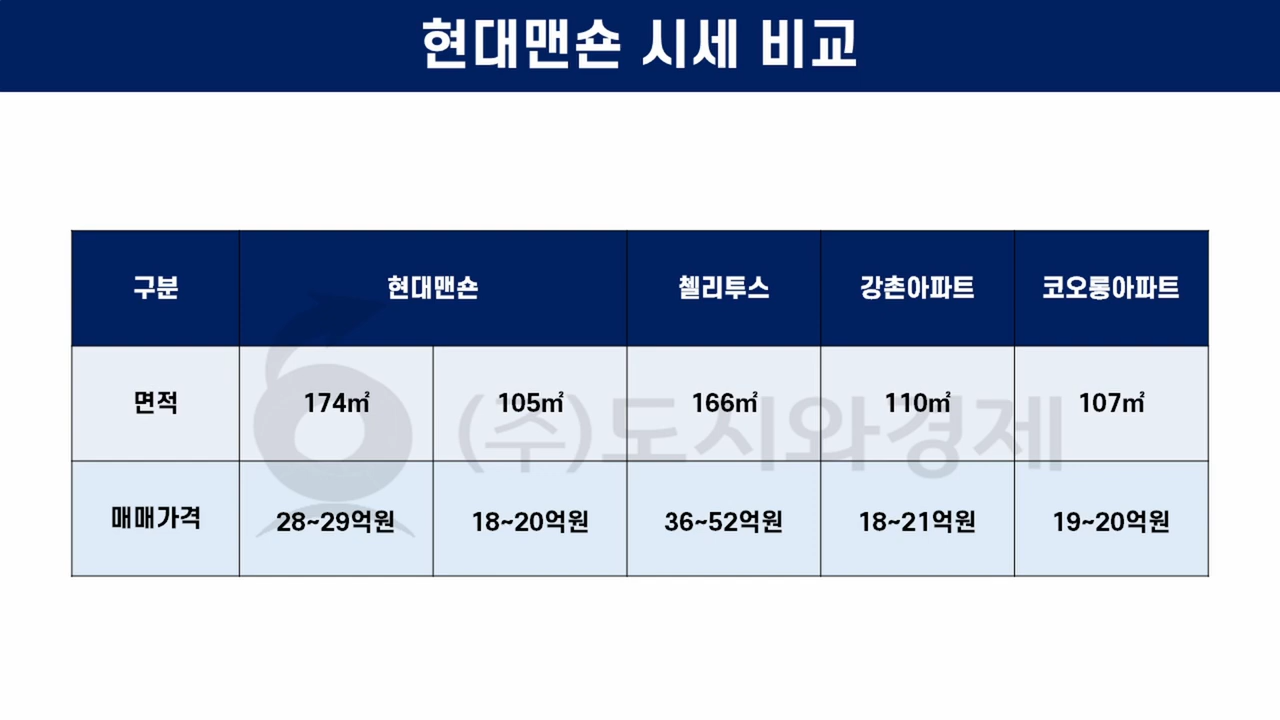 현대맨숀 시세 비교
구분 현대맨숀 첼리투스 강촌아파트 코오롱아파트
면적 174㎡ 105㎡ 166㎡ 110㎡ 107㎡
매매가격 28~29억원 18~20억원 36~52억원 18~21억원 19~20억원
(주)도시와경제